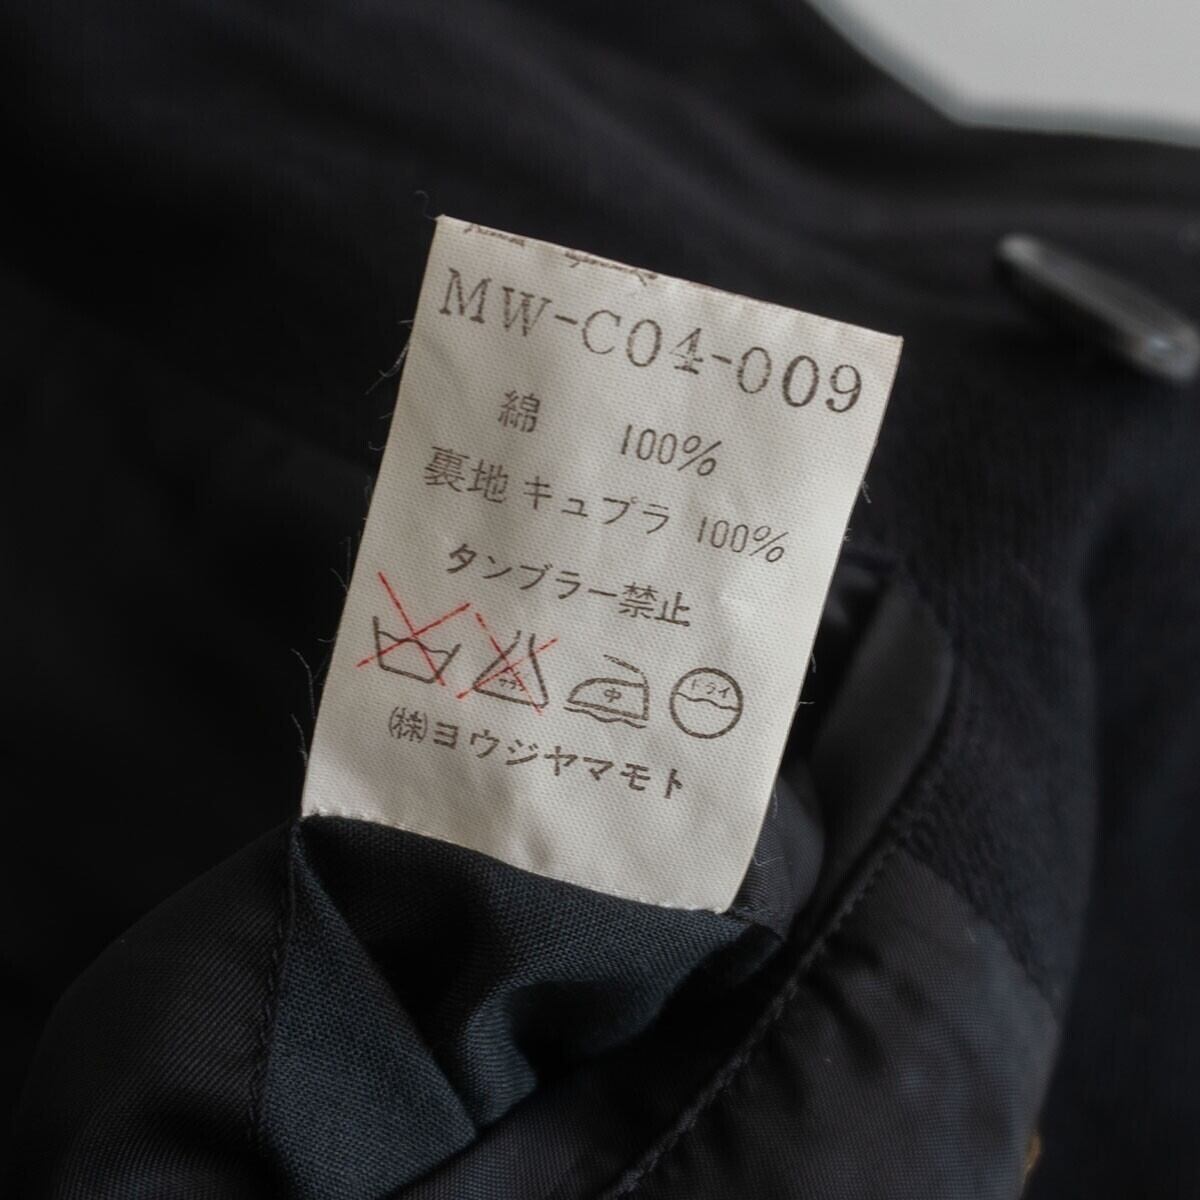 MW-C04-009
綿 100%
裏地 キュプラ 100%
タンブラー禁止
中 ドライ
㈱ヨウジヤマモト